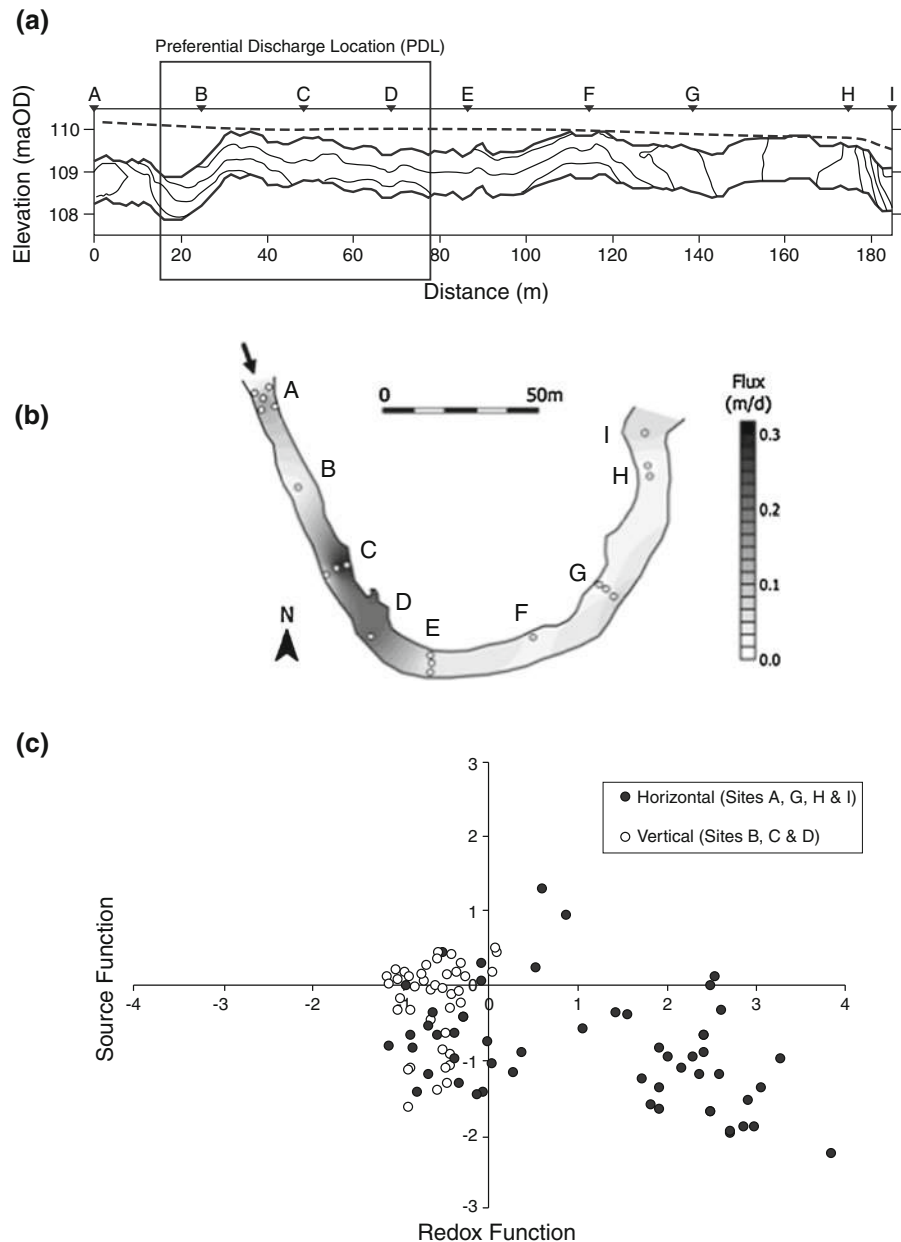 (a)
Preferential Discharge Location (PDL)
A B C D E F G H I
Elevation (maOD)
110
109
108
0 20 40 60 80 100 120 140 160 180
Distance (m)
(b)
A
B
C
D
E
F
G
H
I
N
0 50m
Flux
(m/d)
0.3
0.2
0.1
0.0
(c)
Source Function
3
2
1
0
-1
-2
-3
-4 -3 -2 -1 0 1 2 3 4
Horizontal (Sites A, G, H & I)
Vertical (Sites B, C & D)
Redox Function